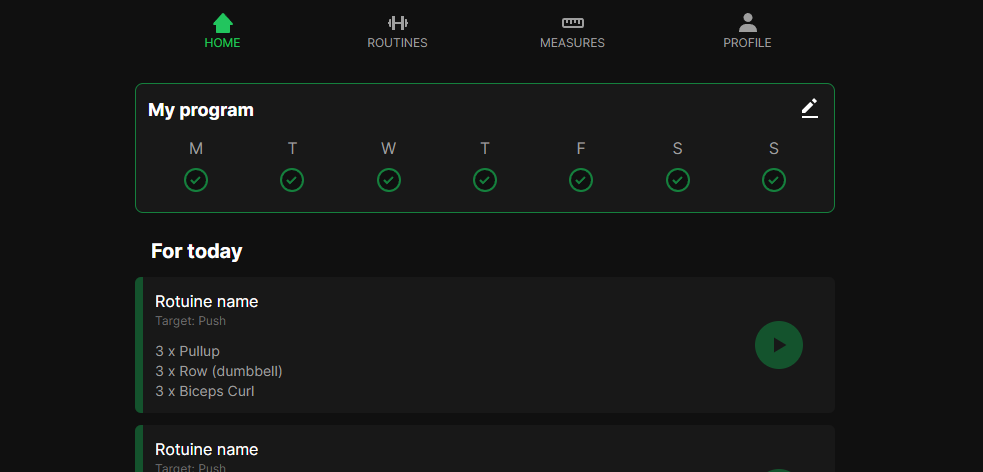 HOME ROUTINES MEASURES PROFILE
My program
M T W T F S S
For today
Rotuine name
Target: Push
3 x Pullup
3 x Row (dumbbell)
3 x Biceps Curl
Rotuine name
Target: Push